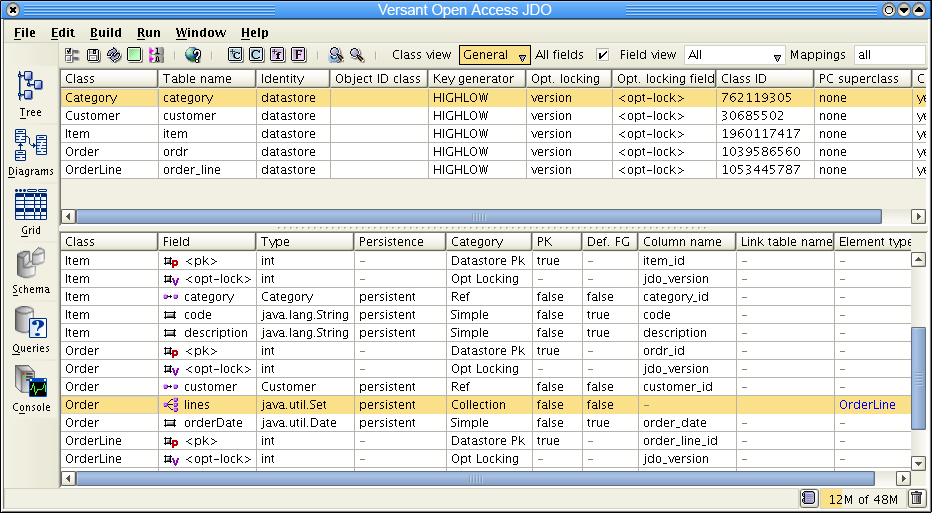 Versant Open Access JDO
File Edit Build Run Window Help
Class view General All fields Field view All Mappings all
Tree
Diagrams
Grid
Schema
Queries
Console
Class Table name Identity Object ID class Key generator Opt. locking Opt. locking field Class ID PC superclass C
Category category datastore HIGHLOW version <opt-lock> 762119305 none ye
Customer customer datastore HIGHLOW version <opt-lock> 30685502 none ye
Item item datastore HIGHLOW version <opt-lock> 1960117417 none ye
Order ordr datastore HIGHLOW version <opt-lock> 1039586560 none ye
OrderLine order_line datastore HIGHLOW version <opt-lock> 1053445787 none ye
Class Field Type Persistence Category PK Def. FG Column name Link table name Element type
Item <pk> int – Datastore Pk true – item_id – –
Item <opt-lock> int – Opt Locking – – jdo_version – –
Item category Category persistent Ref false false category_id – –
Item code java.lang.String persistent Simple false true code – –
Item description java.lang.String persistent Simple false true description – –
Order <pk> int – Datastore Pk true – ordr_id – –
Order <opt-lock> int – Opt Locking – – jdo_version – –
Order customer Customer persistent Ref false false customer_id – –
Order lines java.util.Set persistent Collection false false – OrderLine
Order orderDate java.util.Date persistent Simple false true order_date – –
OrderLine <pk> int – Datastore Pk true – order_line_id – –
OrderLine <opt-lock> int – Opt Locking – – jdo_version – –
12M of 48M